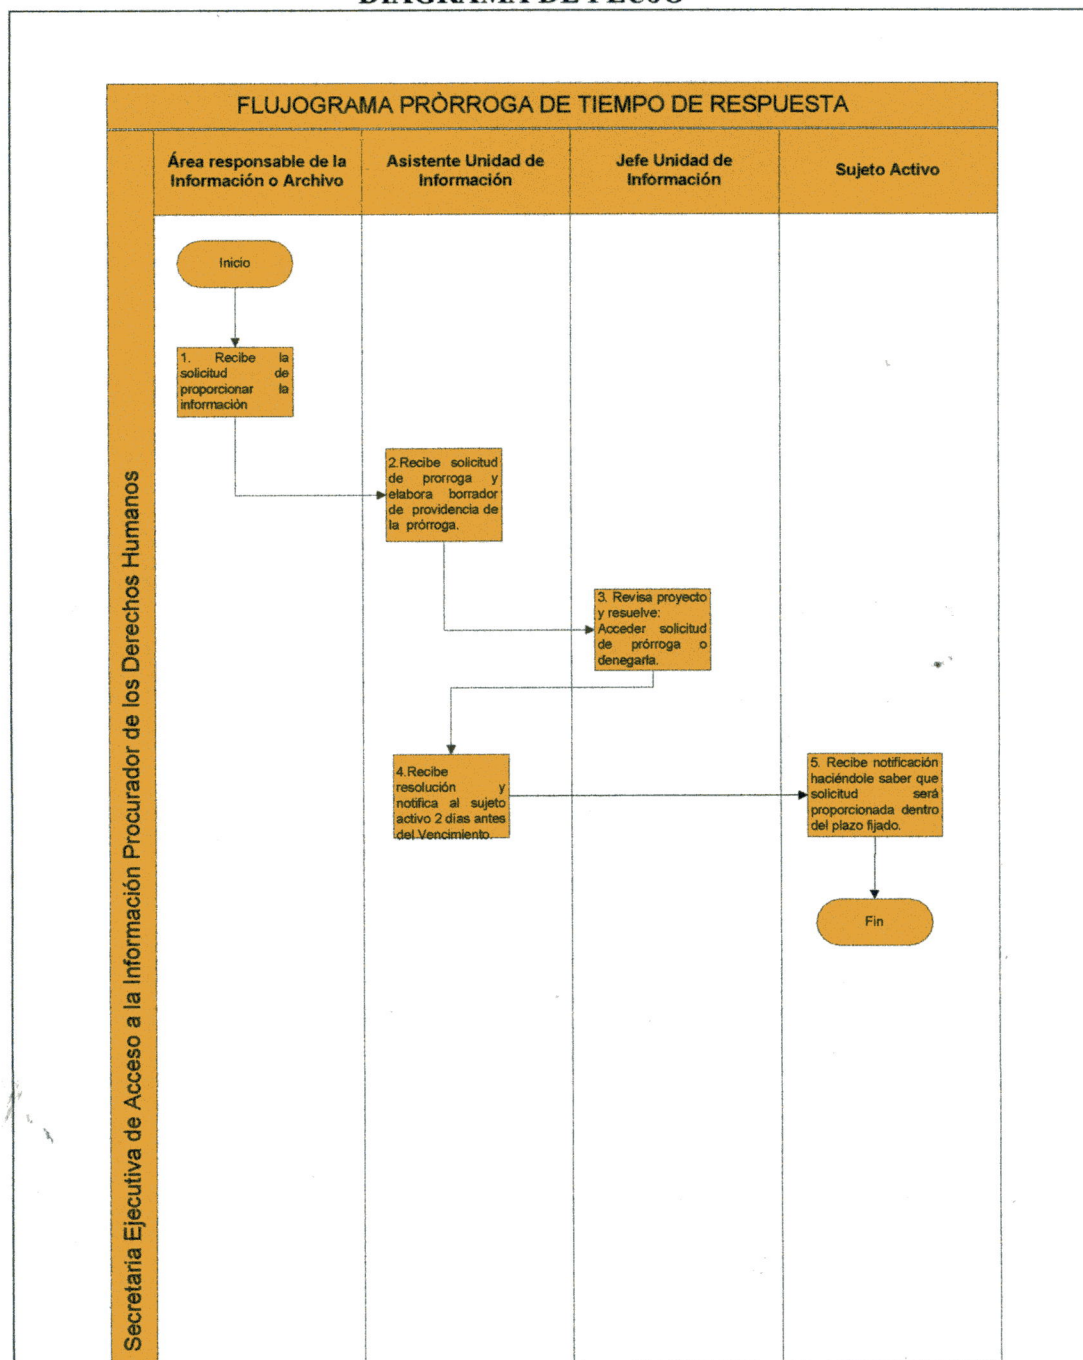 DIAGRAMA DE FLUJO
FLUJOGRAMA PRÒRROGA DE TIEMPO DE RESPUESTA
Secretaria Ejecutiva de Acceso a la Información Procurador de los Derechos Humanos
Área responsable de la
Información o Archivo
Asistente Unidad de
Información
Jefe Unidad de
Información
Sujeto Activo
Inicio
1. Recibe la
solicitud de
proporcionar la
información
2.Recibe solicitud
de prorroga y
elabora borrador
de providencia de
la prórroga.
3. Revisa proyecto
y resuelve:
Acceder solicitud
de prórroga o
denegarla.
4.Recibe
resolución y
notifica al sujeto
activo 2 días antes
del Vencimiento.
5. Recibe notificación
haciéndole saber que
solicitud será
proporcionada dentro
del plazo fijado.
Fin